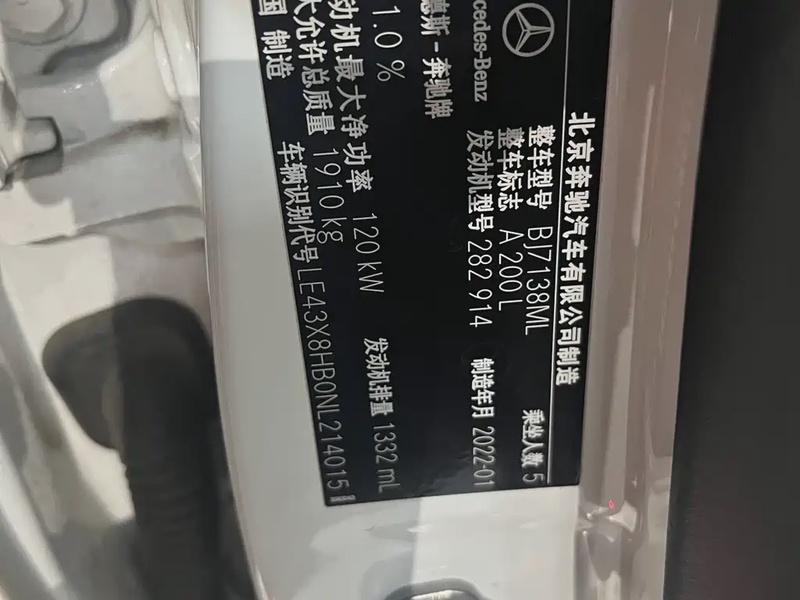 北京奔驰汽车有限公司制造
整车型号 BJ7138ML 乘坐人数 5
整车标志 A 200 L
发动机型号 282 914 制造年月 2022-01
cedes-Benz
德斯-奔驰牌
1.0 %
动机最大净功率 120 kW 发动机排量 1332 mL
大允许总质量 1910 kg
国 制造 车辆识别代号 LE43X8HB0NL214015